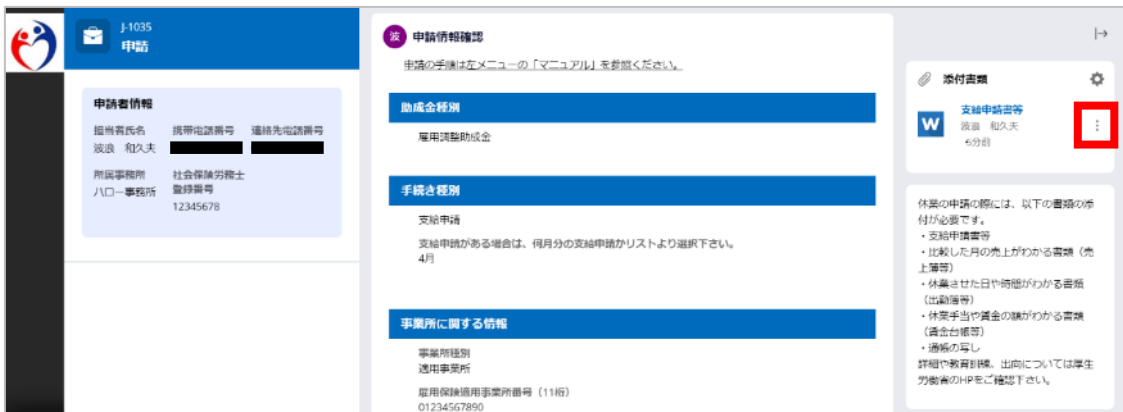 J-1035
申請
申請者情報
担当者氏名 携帯電話番号 連絡先電話番号
波浪 和久夫
所属事務所 社会保険労務士
ハロー事務所 登録番号
12345678
波 申請情報確認
申請の手順は左メニューの「マニュアル」を参照ください。
助成金種別
雇用調整助成金
手続き種別
支給申請
支給申請がある場合は、何月分の支給申請かリストより選択下さい。
4月
事業所に関する情報
事業所種別
適用事業所
雇用保険適用事業所番号（11桁）
01234567890
添付書類
W 支給申請書等
波浪 和久夫
5分前
休業の申請の際には、以下の書類の添
付が必要です。
・支給申請書等
・比較した月の売上がわかる書類（売
上簿等）
・休業させた日や時間がわかる書類
（出勤簿等）
・休業手当や賃金の額がわかる書類
（賃金台帳等）
・通帳の写し
詳細や教育訓練、出向については厚生
労働省のHPをご確認下さい。